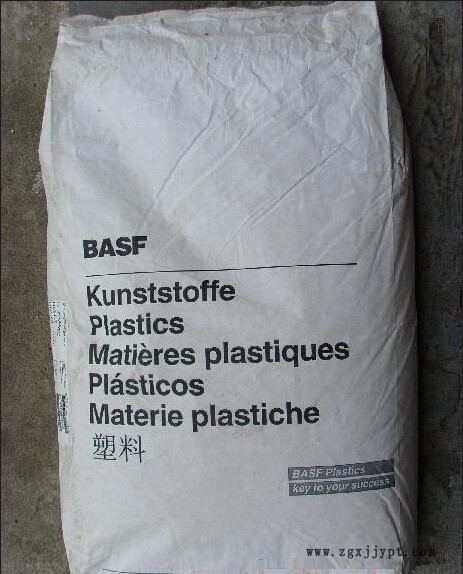 BASF
Kunststoffe
Plastics
Matières plastiques
Plásticos
Materie plastiche
塑料
BASF Plastics
key to your success
www.zgxjjypt.com